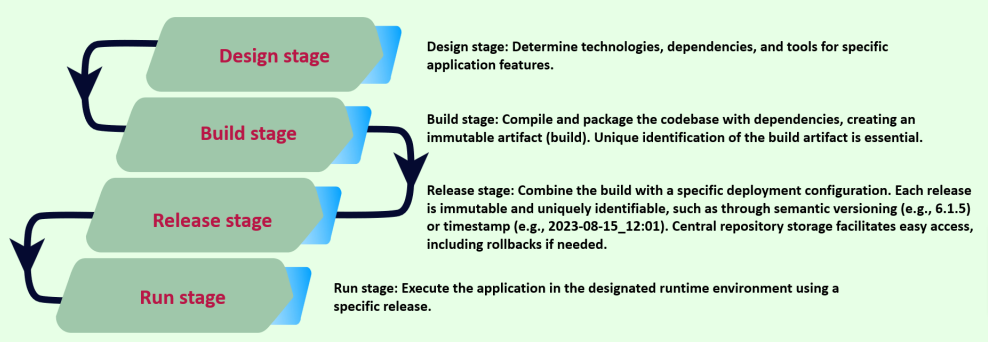 Design stage
Design stage: Determine technologies, dependencies, and tools for specific
application features.
Build stage
Build stage: Compile and package the codebase with dependencies, creating an
immutable artifact (build). Unique identification of the build artifact is essential.
Release stage
Release stage: Combine the build with a specific deployment configuration. Each release
is immutable and uniquely identifiable, such as through semantic versioning (e.g., 6.1.5)
or timestamp (e.g., 2023-08-15_12:01). Central repository storage facilitates easy access,
including rollbacks if needed.
Run stage
Run stage: Execute the application in the designated runtime environment using a
specific release.